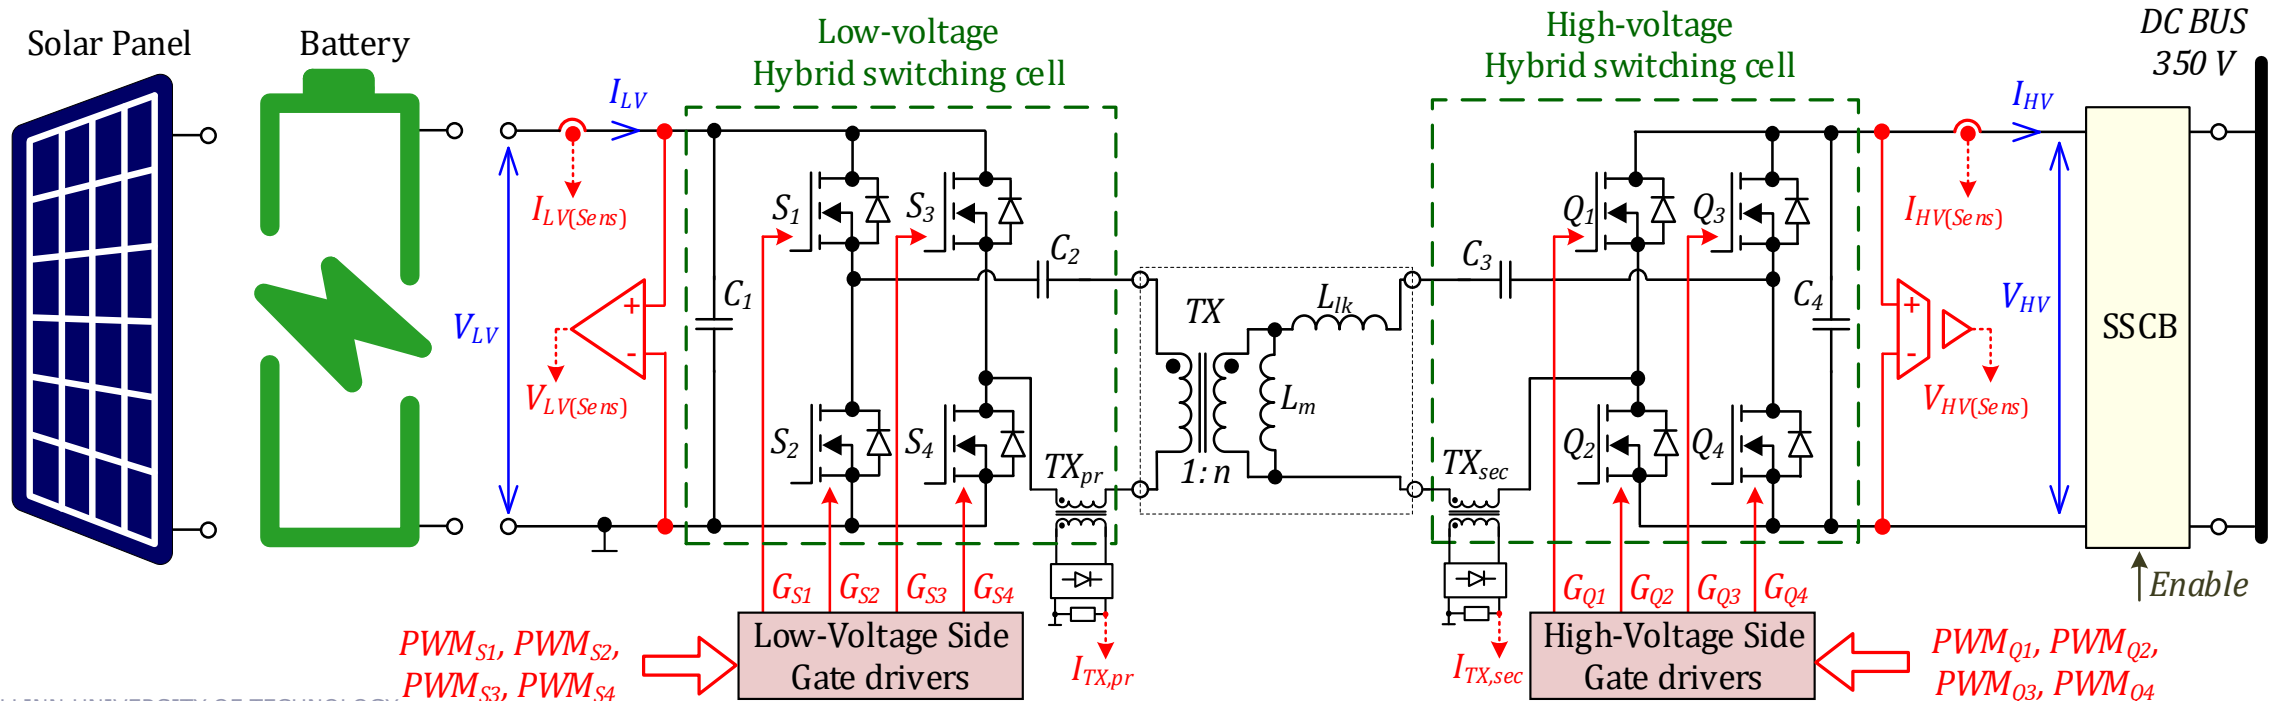 Solar Panel
Battery
Low-voltage
Hybrid switching cell
High-voltage
Hybrid switching cell
DC BUS
350 V
I_LV
I_HV
I_LV(Sens)
S_1
S_3
Q_1
Q_3
I_HV(Sens)
C_2
C_3
V_LV
+
-
C_1
TX
L_lk
C_4
+
-
V_HV
SSCB
V_LV(Sens)
L_m
V_HV(Sens)
S_2
S_4
Q_2
Q_4
TX_pr
1:n
TX_sec
G_S1
G_S2
G_S3
G_S4
G_Q1
G_Q2
G_Q3
G_Q4
Enable
PWM_S1, PWM_S2,
PWM_S3, PWM_S4
Low-Voltage Side
Gate drivers
I_TX,pr
I_TX,sec
High-Voltage Side
Gate drivers
PWM_Q1, PWM_Q2,
PWM_Q3, PWM_Q4
UNIVERSITY OF TECHNOLOGY